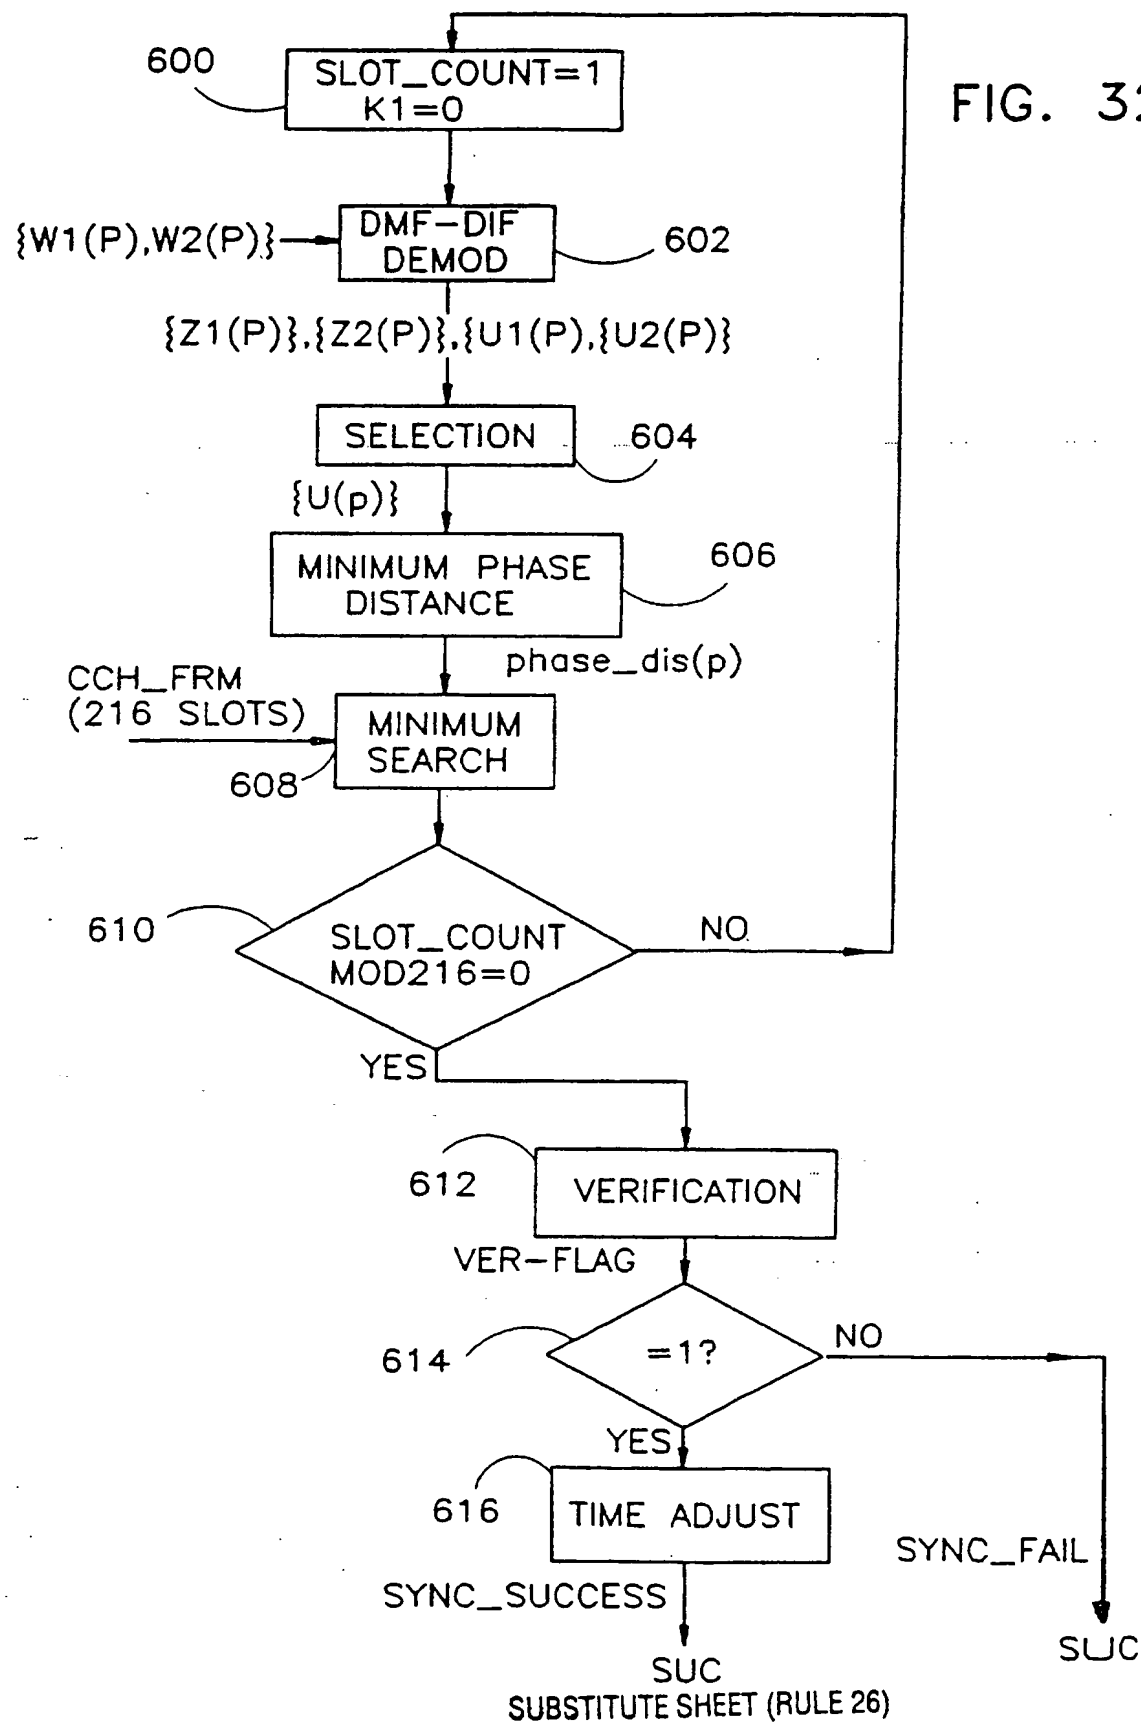 600
SLOT_COUNT=1
K1=0
FIG. 32
{W1(P),W2(P)}
DMF-DIF
DEMOD
602
{Z1(P)},{Z2(P)},{U1(P),{U2(P)}
SELECTION
604
{U(p)}
MINIMUM PHASE
DISTANCE
606
phase_dis(p)
CCH_FRM
(216 SLOTS)
MINIMUM
SEARCH
608
610
SLOT_COUNT
MOD216=0
NO
YES
612
VERIFICATION
VER-FLAG
614
=1?
NO
YES
616
TIME ADJUST
SYNC_FAIL
SYNC_SUCCESS
SUC
SUC
SUBSTITUTE SHEET (RULE 26)